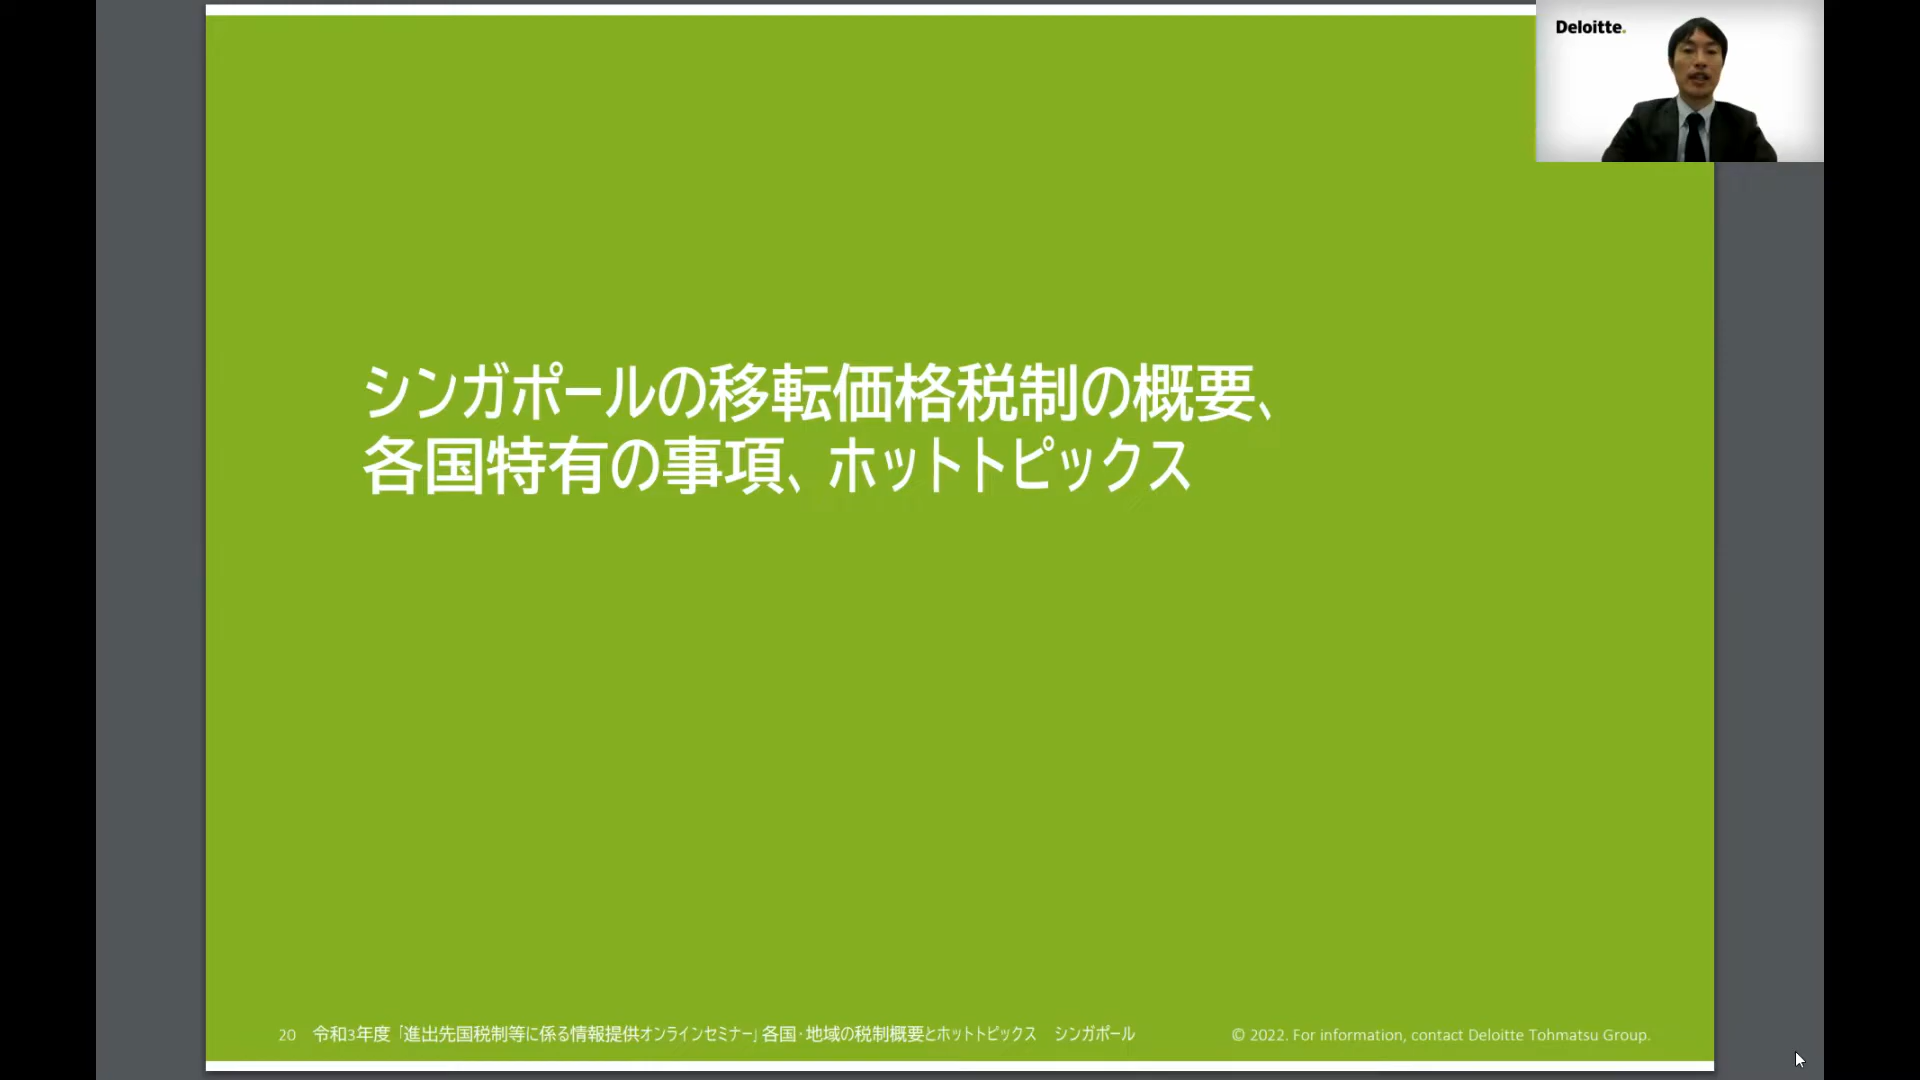 Deloitte.
シンガポールの移転価格税制の概要、
各国特有の事項、ホットトピックス
20 令和3年度「進出先国税制等に係る情報提供オンラインセミナー」各国・地域の税制概要とホットトピックス シンガポール
© 2022. For information, contact Deloitte Tohmatsu Group.